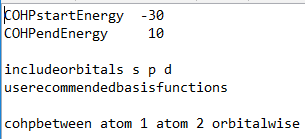 COHPstartEnergy  -30
COHPendEnergy     10
includeorbitals s p d
userecommendedbasisfunctions
cohpbetween atom 1 atom 2 orbitalwise